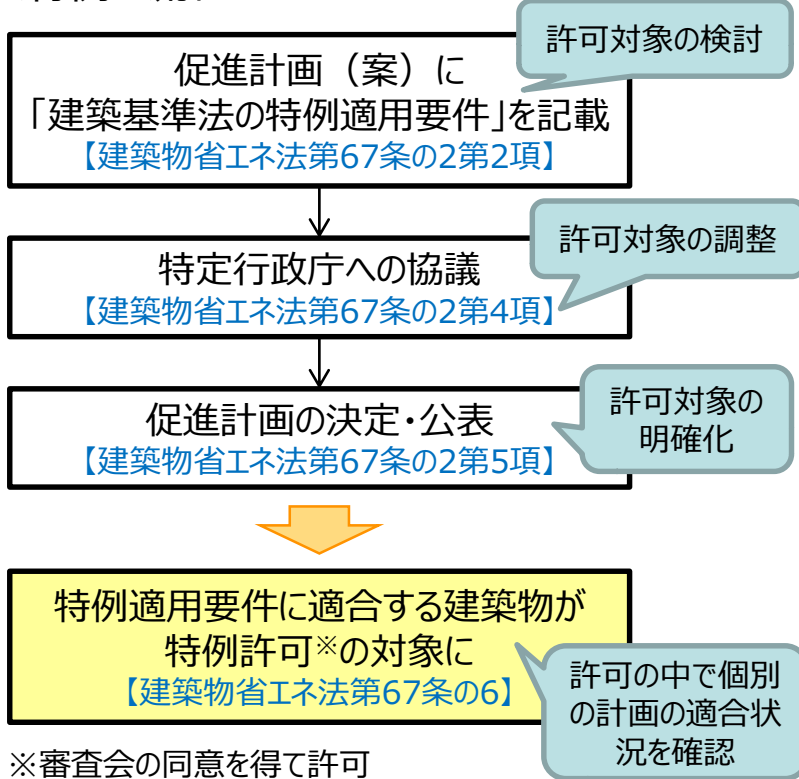 許可対象の検討
促進計画（案）に
「建築基準法の特例適用要件」を記載
【建築物省エネ法第67条の2第2項】
許可対象の調整
特定行政庁への協議
【建築物省エネ法第67条の2第4項】
許可対象の
明確化
促進計画の決定・公表
【建築物省エネ法第67条の2第5項】
特例適用要件に適合する建築物が
特例許可※の対象に
【建築物省エネ法第67条の6】
許可の中で個別
の計画の適合状
況を確認
※審査会の同意を得て許可